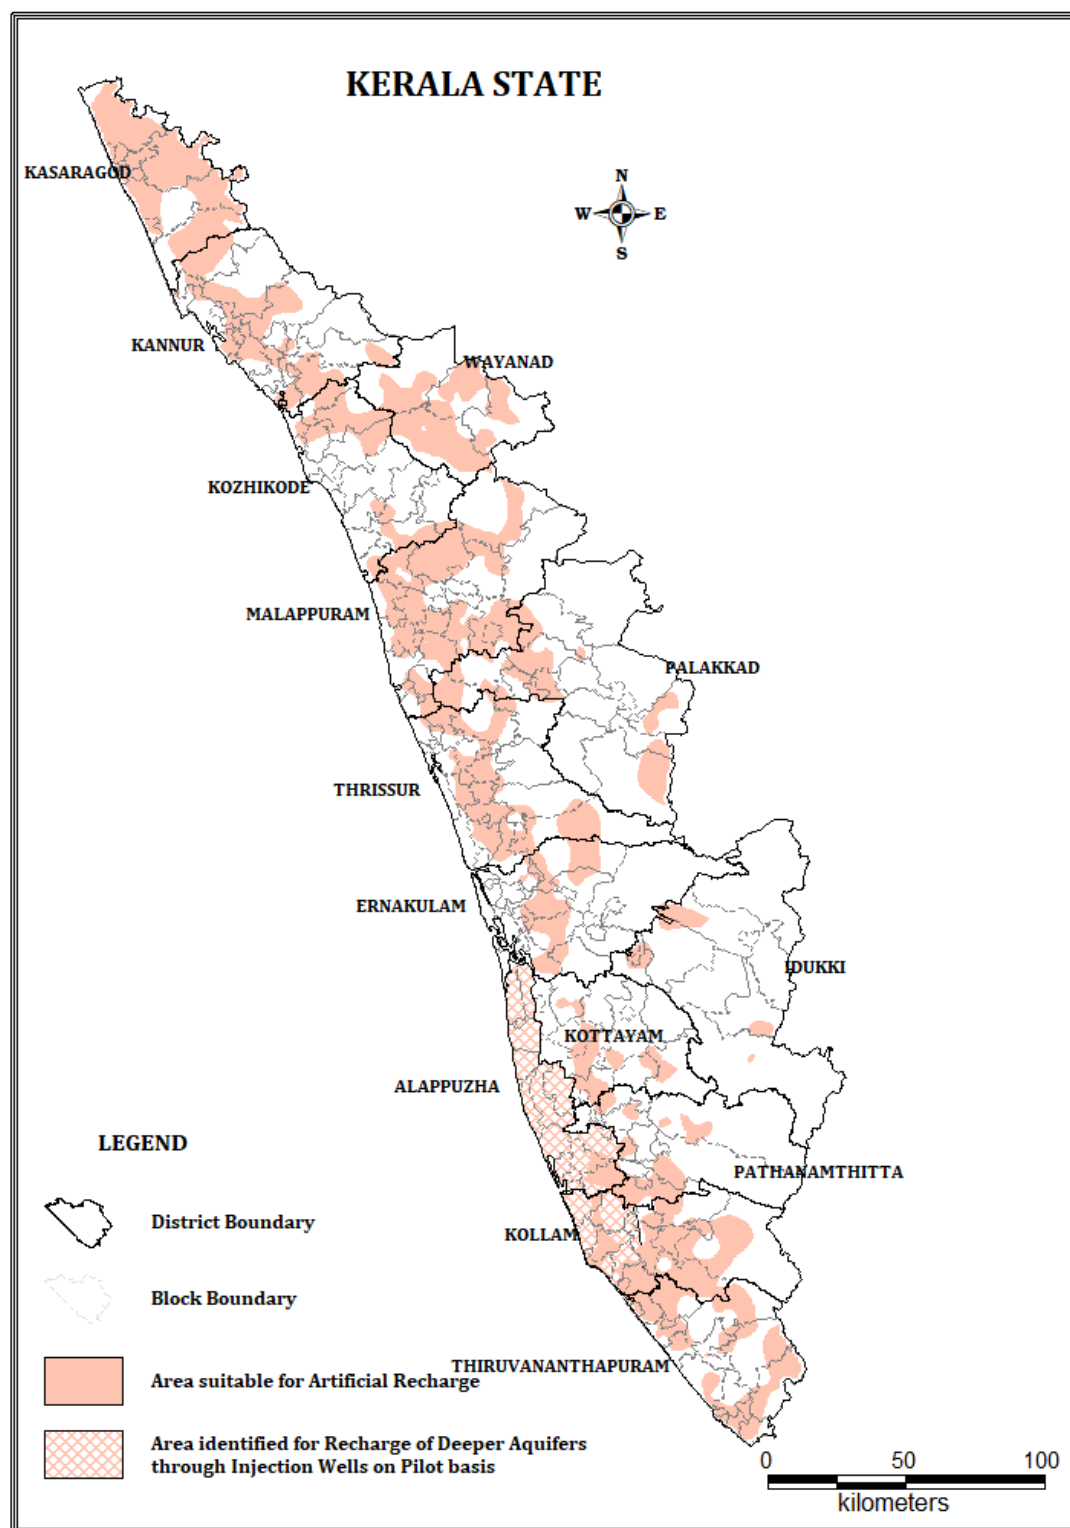 KERALA STATE
N
W E
S
KASARAGOD
KANNUR
WAYANAD
KOZHIKODE
MALAPPURAM
PALAKKAD
THRISSUR
ERNAKULAM
IDUKKI
KOTTAYAM
ALAPPUZHA
PATHANAMTHITTA
KOLLAM
THIRUVANANTHAPURAM
LEGEND
District Boundary
Block Boundary
Area suitable for Artificial Recharge
Area identified for Recharge of Deeper Aquifers
through Injection Wells on Pilot basis
0 50 100
kilometers